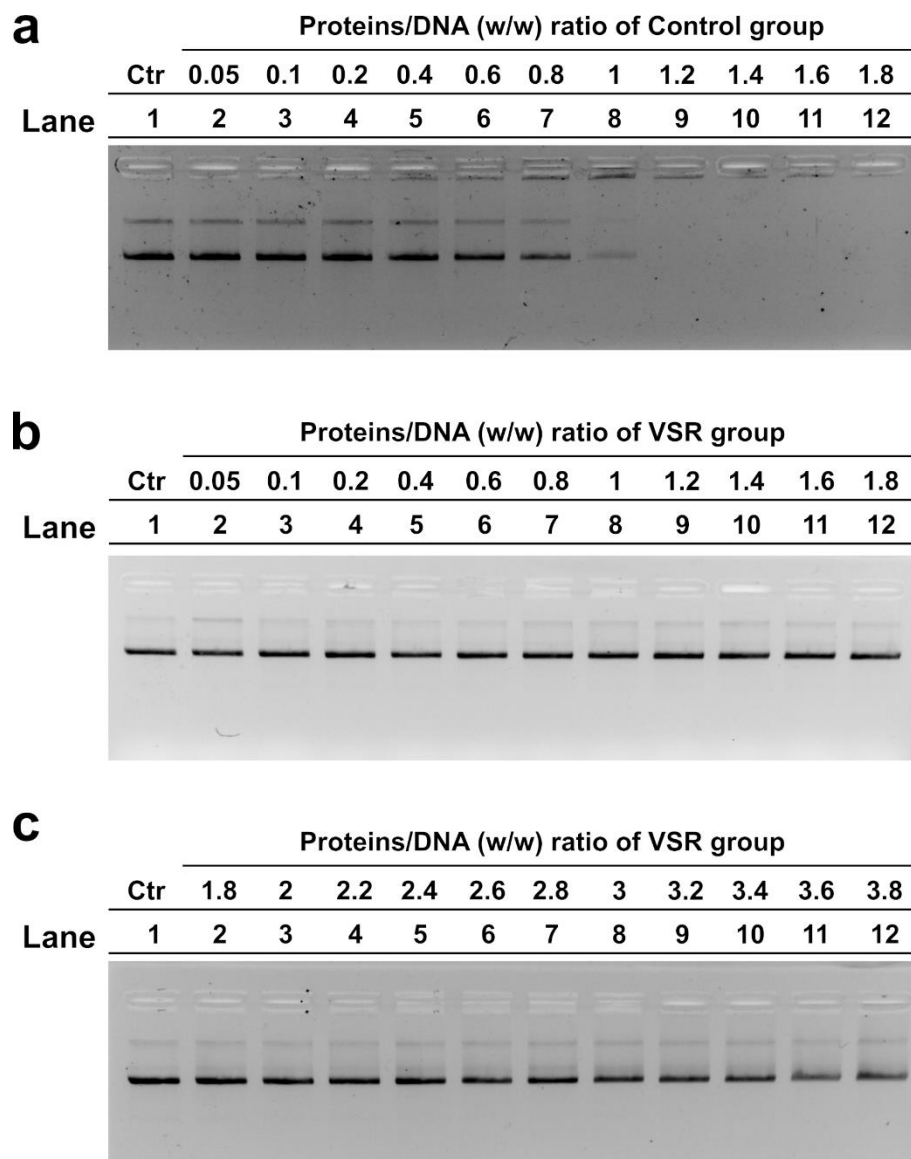 a
Proteins/DNA (w/w) ratio of Control group
Ctr 0.05 0.1 0.2 0.4 0.6 0.8 1 1.2 1.4 1.6 1.8
Lane 1 2 3 4 5 6 7 8 9 10 11 12
b
Proteins/DNA (w/w) ratio of VSR group
Ctr 0.05 0.1 0.2 0.4 0.6 0.8 1 1.2 1.4 1.6 1.8
Lane 1 2 3 4 5 6 7 8 9 10 11 12
c
Proteins/DNA (w/w) ratio of VSR group
Ctr 1.8 2 2.2 2.4 2.6 2.8 3 3.2 3.4 3.6 3.8
Lane 1 2 3 4 5 6 7 8 9 10 11 12